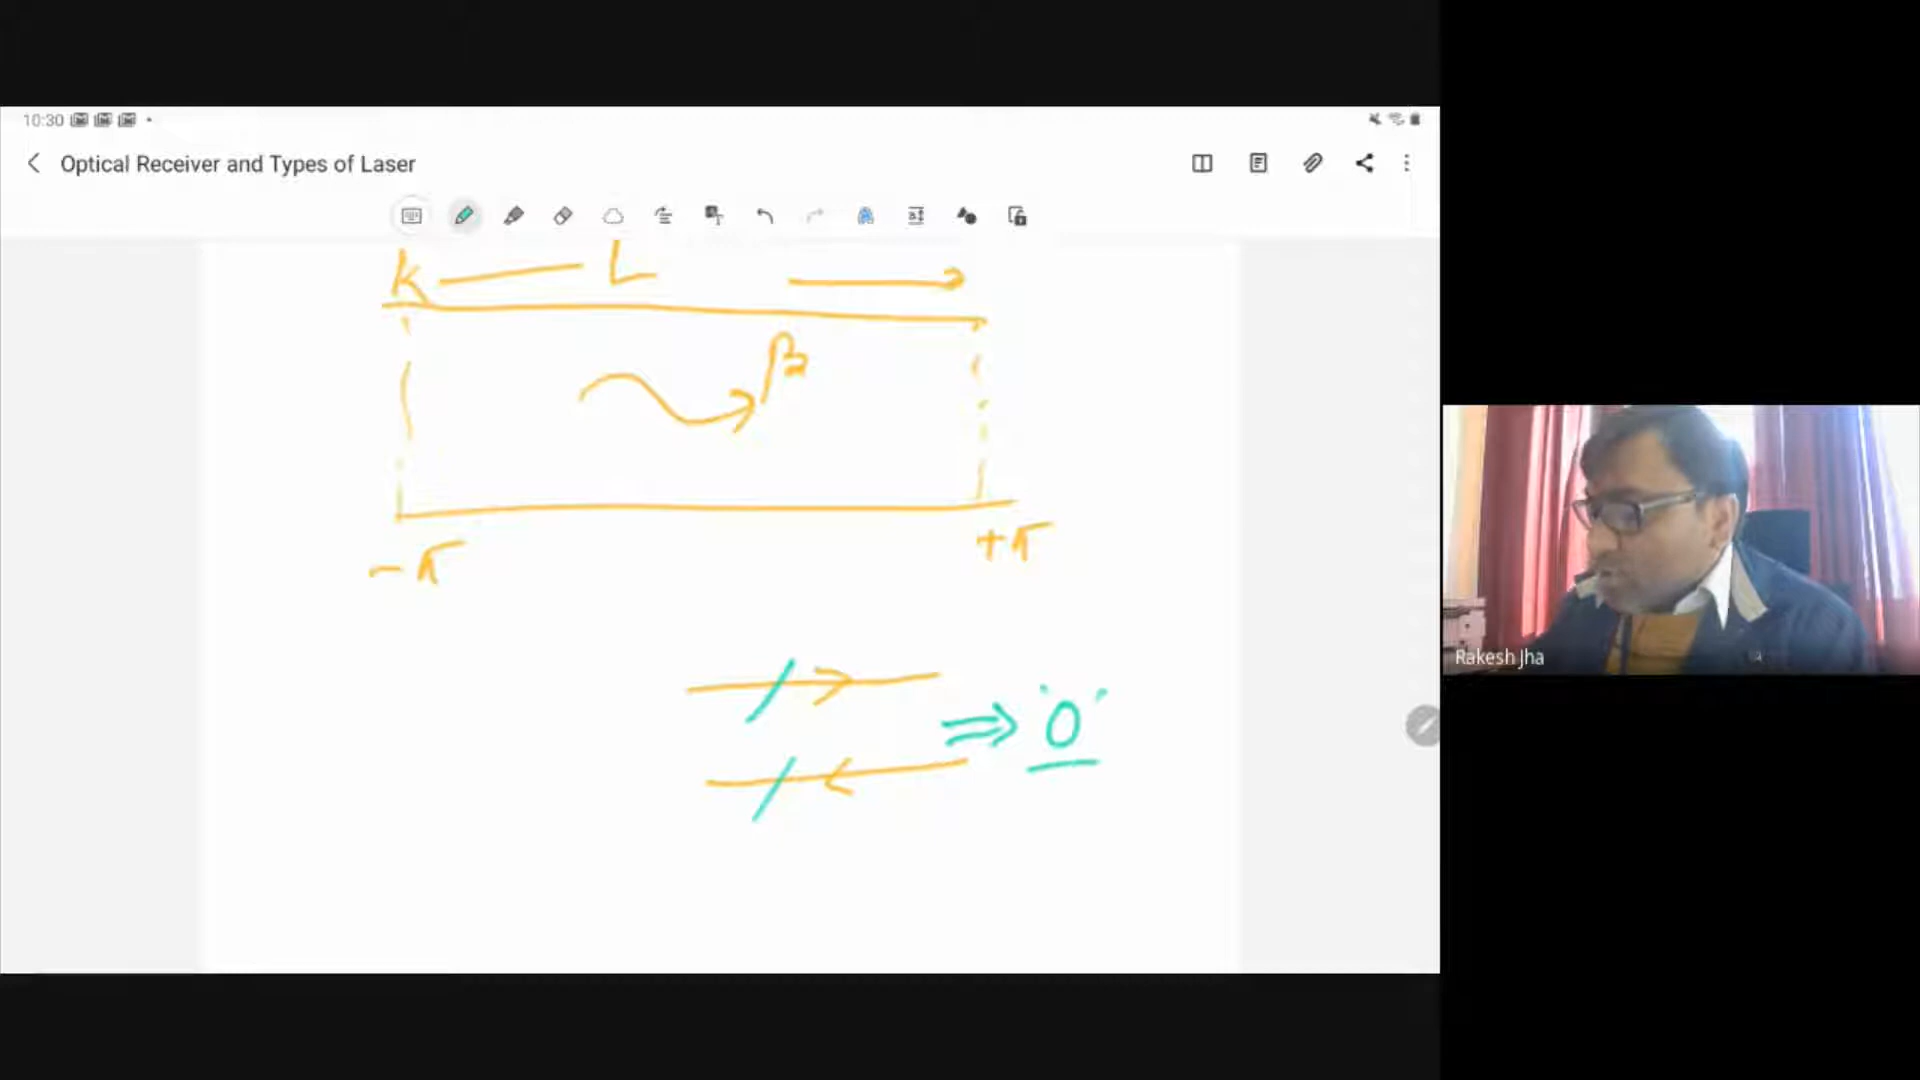 10:30
Optical Receiver and Types of Laser
K L
β
-π +π
⇒ '0'
Rakesh Jha